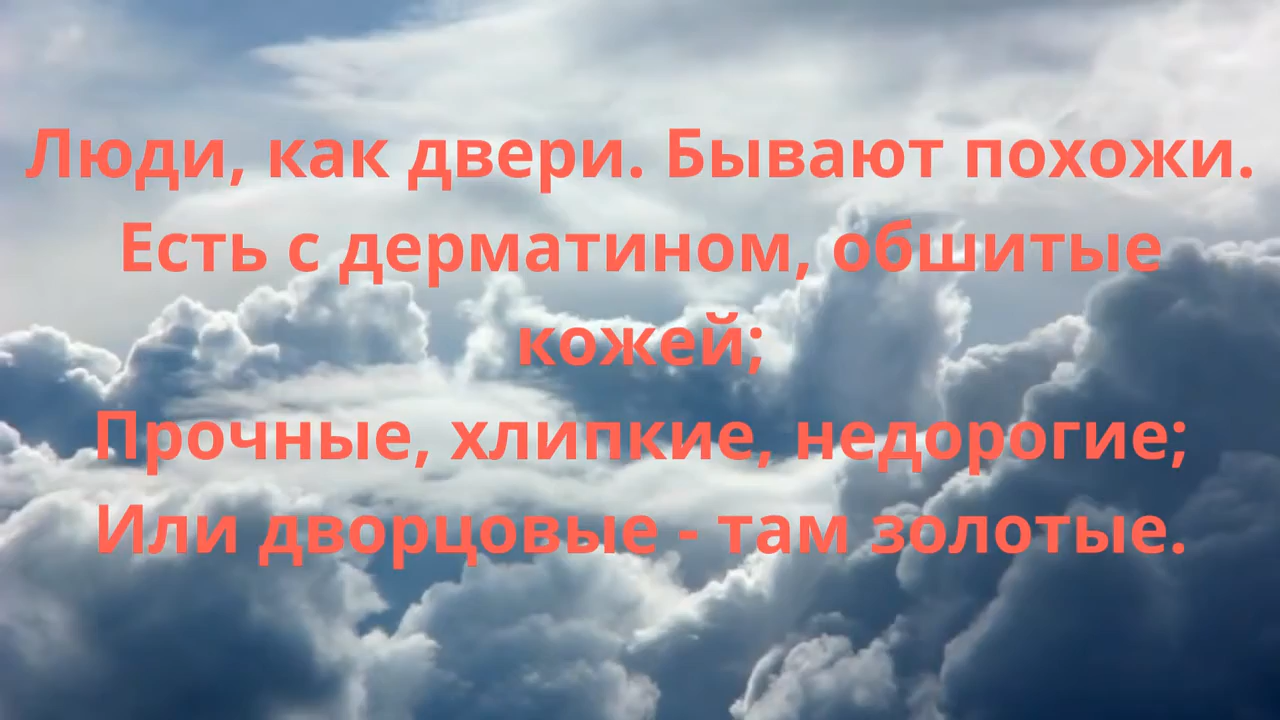 Люди, как двери. Бывают похожи.
Есть с дерматином, обшитые
кожей;
Прочные, хлипкие, недорогие;
Или дворцовые - там золотые.